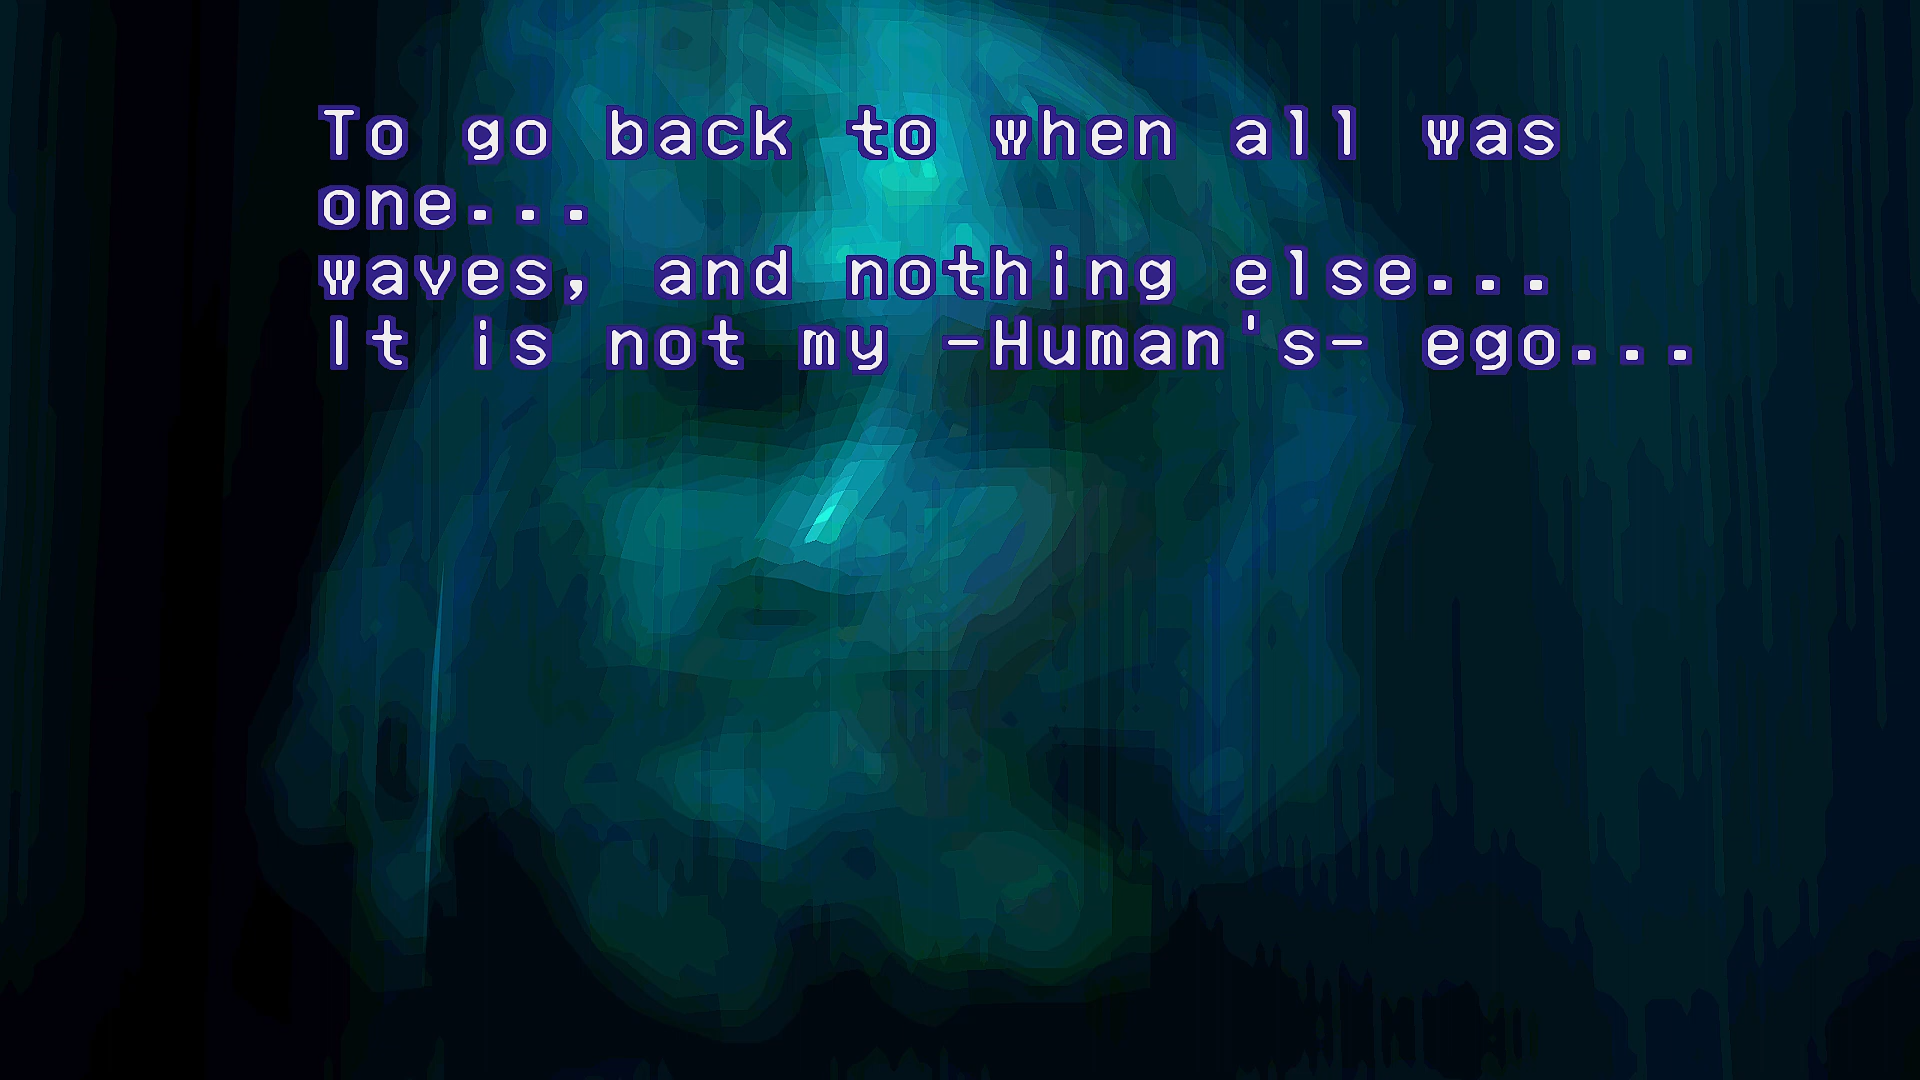 To go back to when all was
one...
waves, and nothing else...
It is not my -Human's- ego...